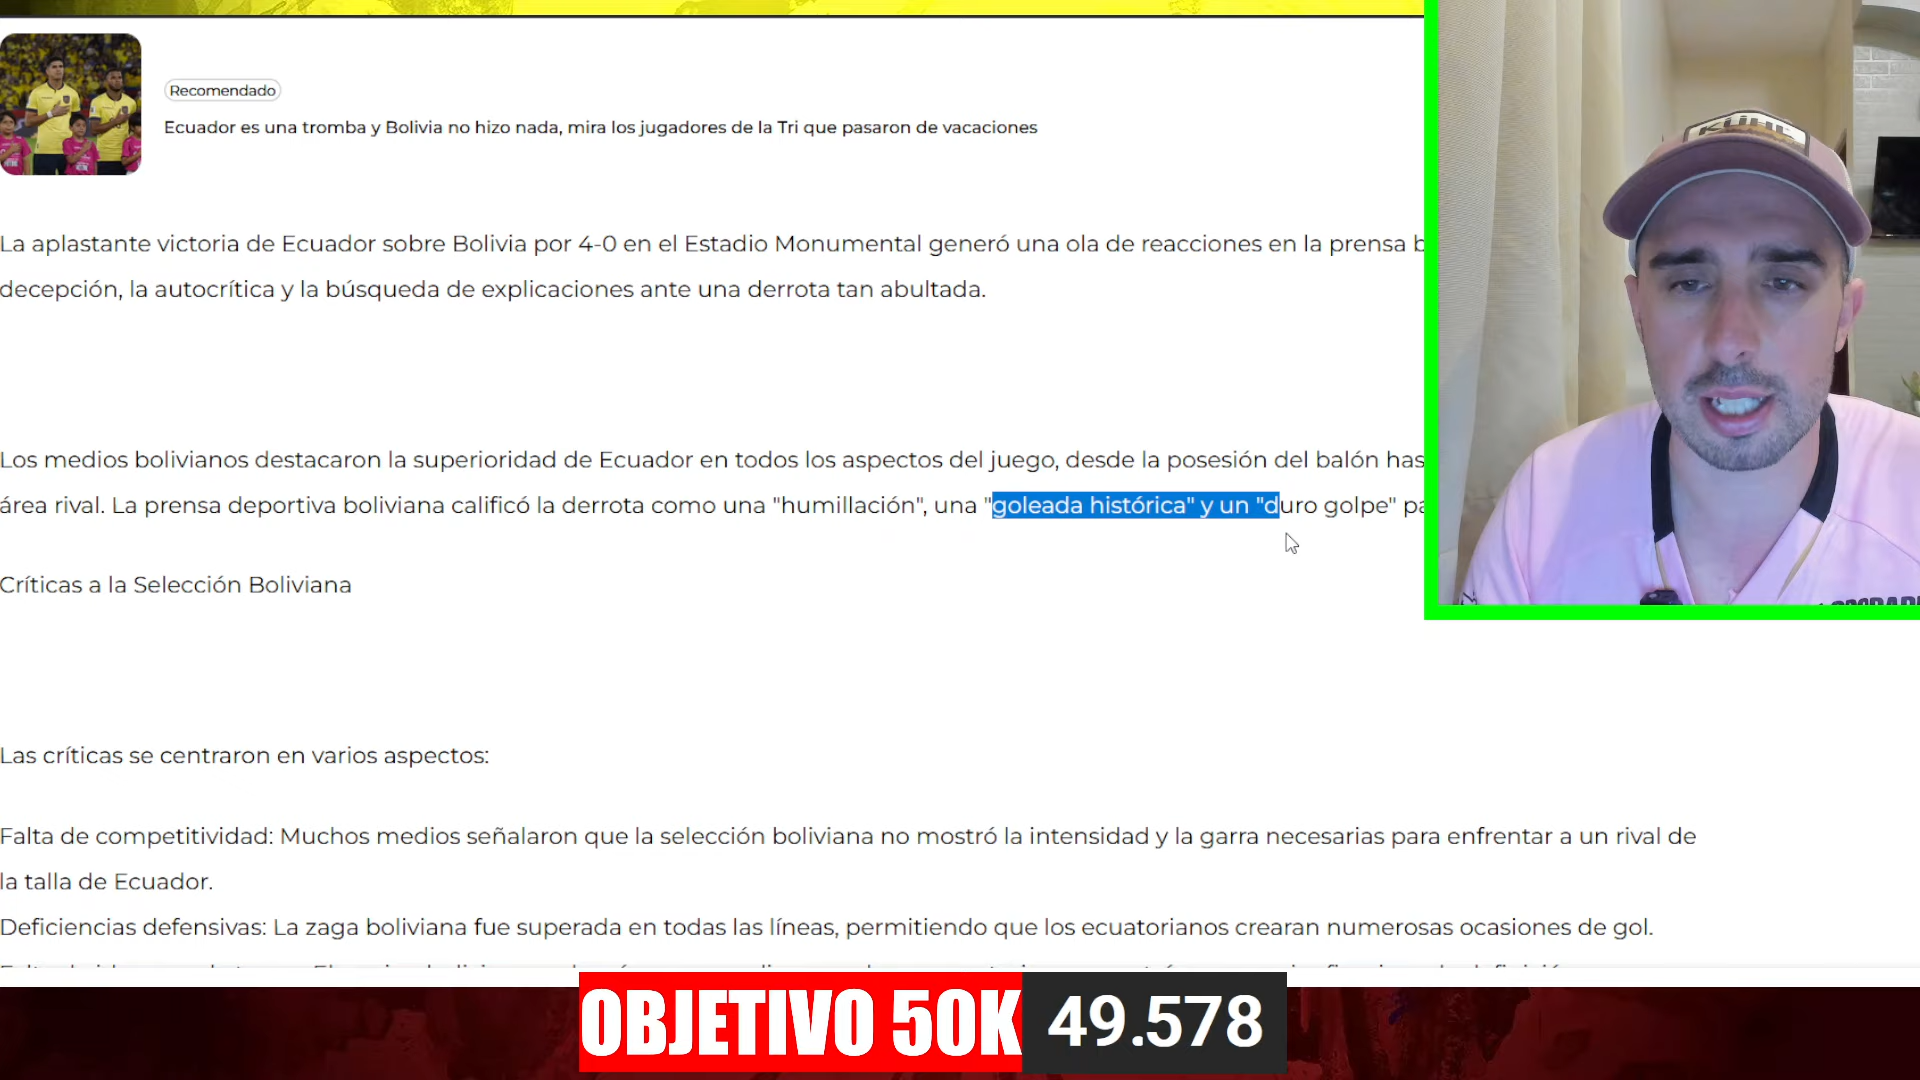 Recomendado
Ecuador es una tromba y Bolivia no hizo nada, mira los jugadores de la Tri que pasaron de vacaciones
KÜHL
La aplastante victoria de Ecuador sobre Bolivia por 4-0 en el Estadio Monumental generó una ola de reacciones en la prensa
decepción, la autocrítica y la búsqueda de explicaciones ante una derrota tan abultada.
Los medios bolivianos destacaron la superioridad de Ecuador en todos los aspectos del juego, desde la posesión del balón
área rival. La prensa deportiva boliviana calificó la derrota como una "humillación", una "goleada histórica" y un "duro golpe"
Críticas a la Selección Boliviana
Las críticas se centraron en varios aspectos:
Falta de competitividad: Muchos medios señalaron que la selección boliviana no mostró la intensidad y la garra necesarias para enfrentar a un rival de
la talla de Ecuador.
Deficiencias defensivas: La zaga boliviana fue superada en todas las líneas, permitiendo que los ecuatorianos crearan numerosas ocasiones de gol.
OBJETIVO 50K 49.578